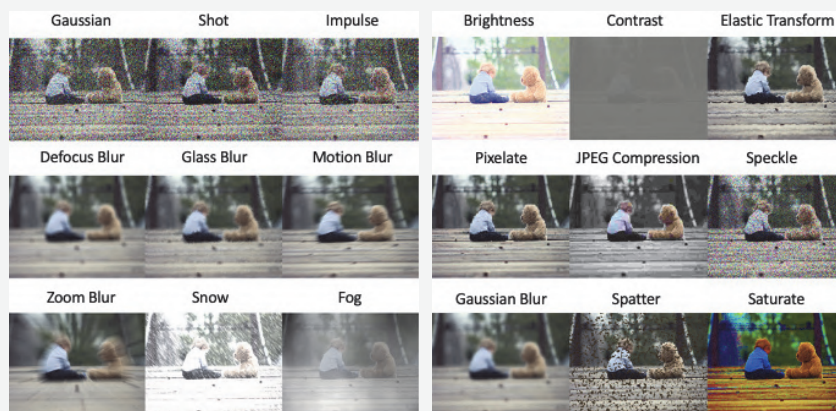 Gaussian Shot Impulse
Defocus Blur Glass Blur Motion Blur
Zoom Blur Snow Fog
Brightness Contrast Elastic Transform
Pixelate JPEG Compression Speckle
Gaussian Blur Spatter Saturate